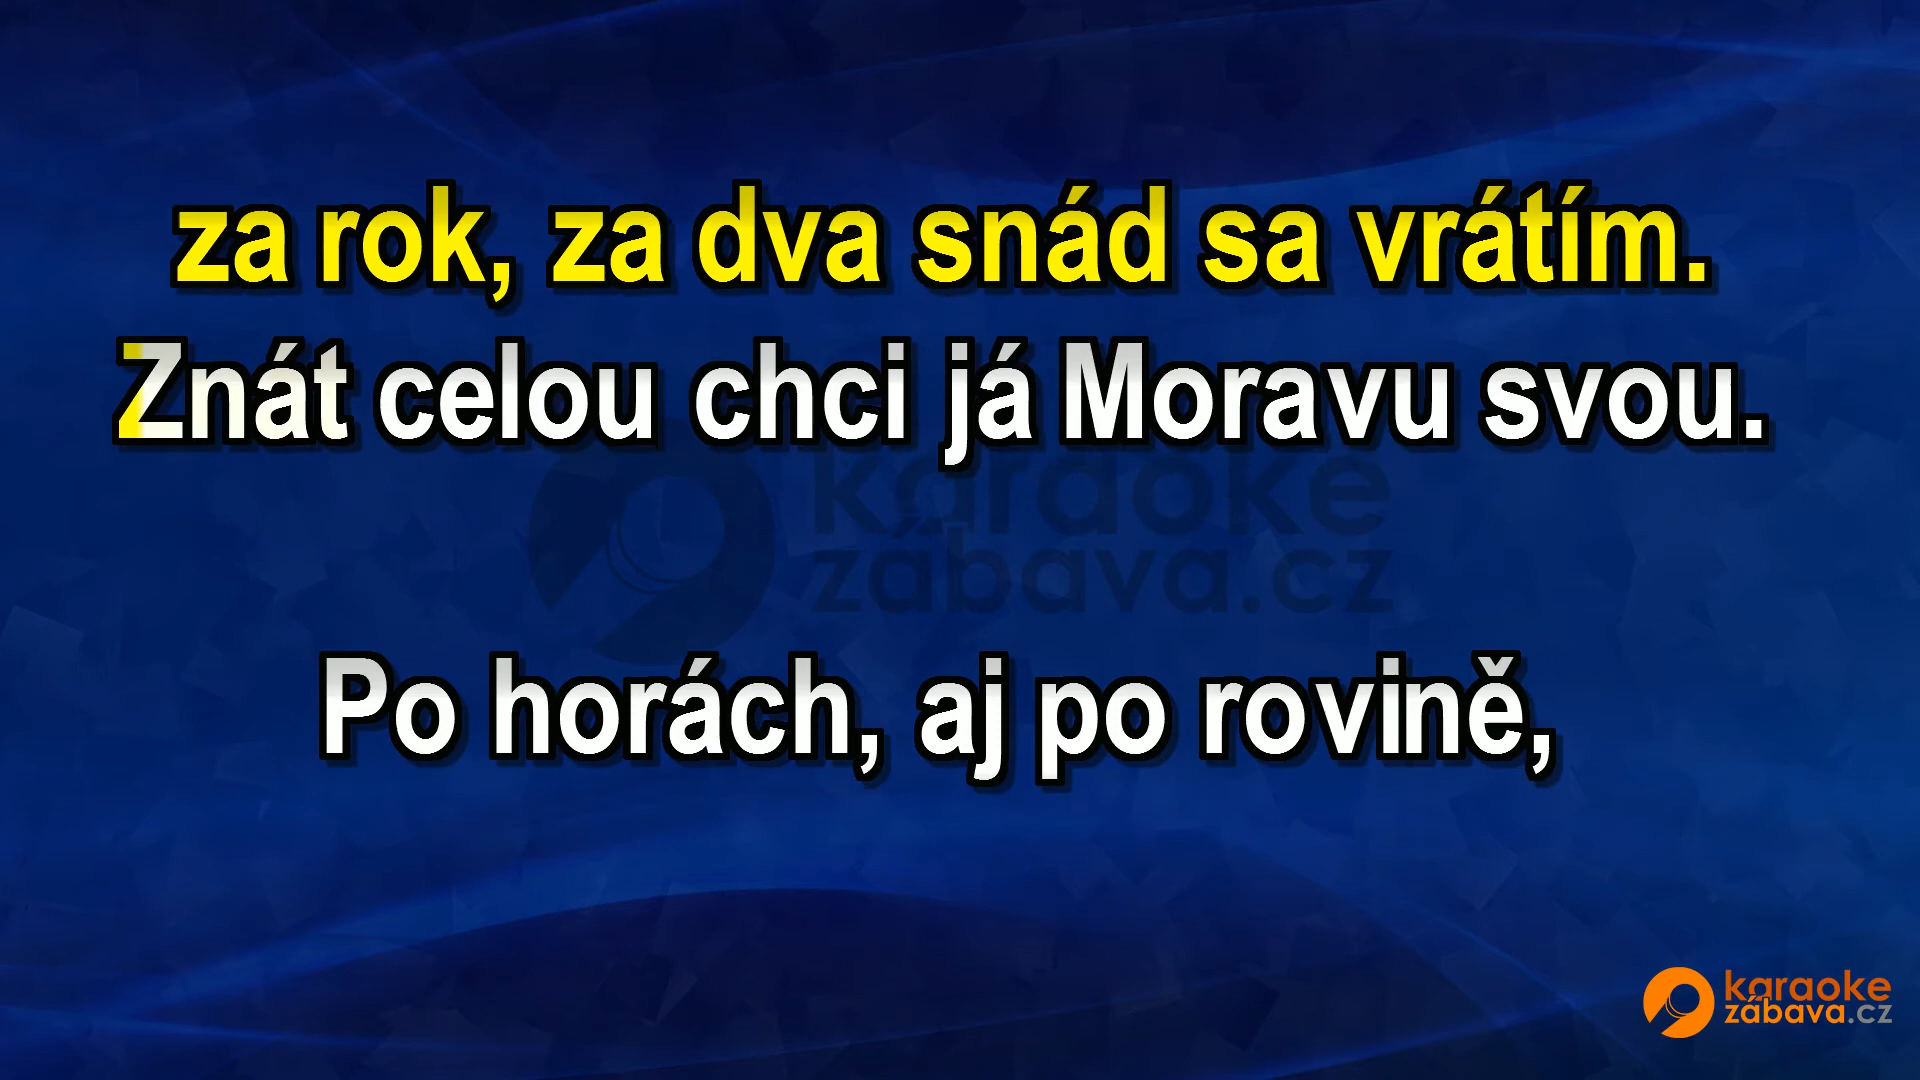 za rok, za dva snád sa vrátím.
Znát celou chci já Moravu svou.
karaoke
zábava.cz
Po horách, aj po rovině,
karaoke
zábava.cz